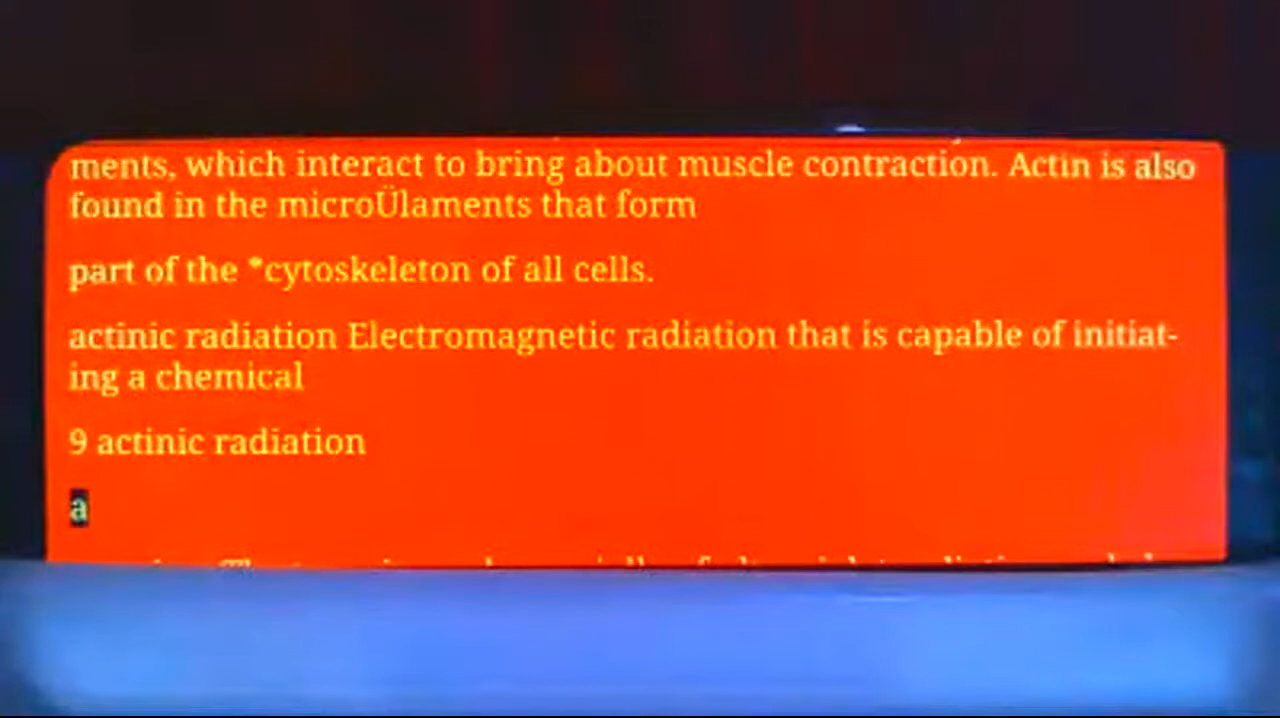 ments, which interact to bring about muscle contraction. Actin is also
found in the microÜlaments that form
part of the *cytoskeleton of all cells.
actinic radiation Electromagnetic radiation that is capable of initiat-
ing a chemical
9 actinic radiation
a